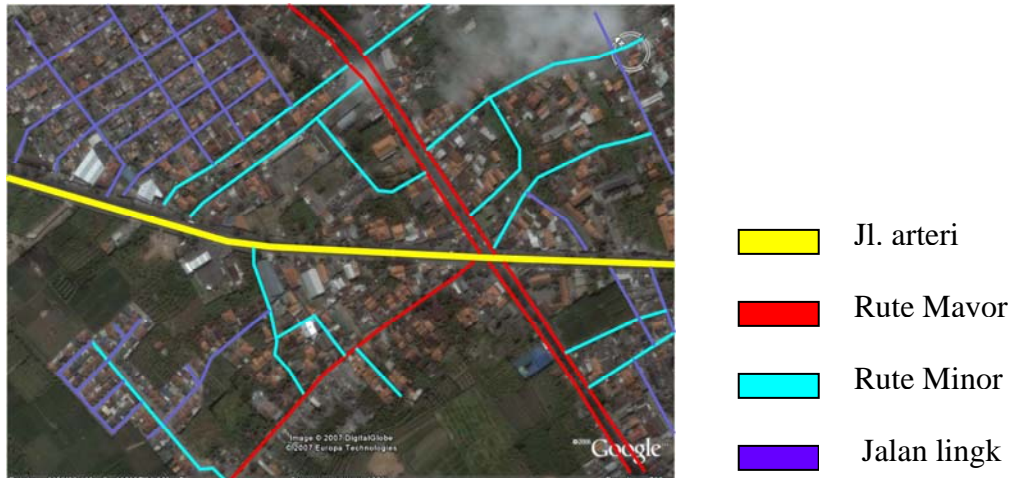 Jl. arteri
Rute Mavor
Rute Minor
Jalan lingk
Image © 2007 DigitalGlobe
© 2007 Europa Technologies
Google